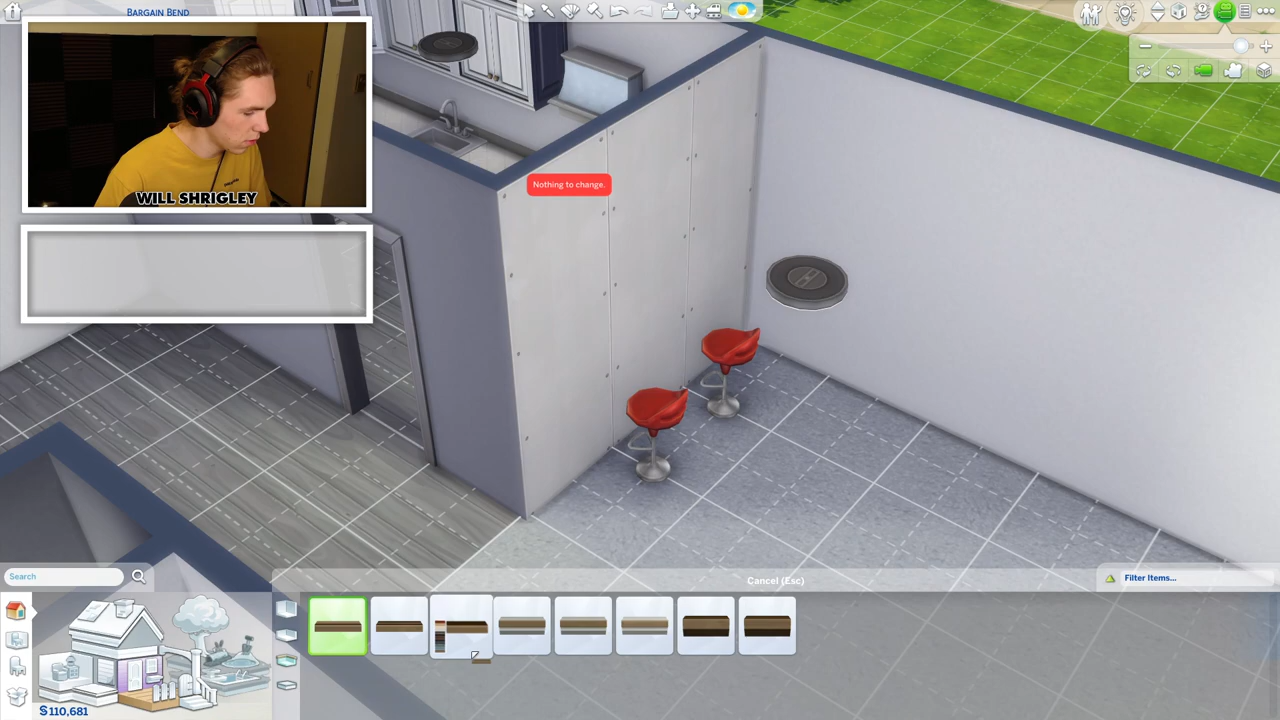 BARGAIN BEND
WILL SHRIGLEY
Nothing to change.
Search
Cancel (Esc)
Filter Items...
$110,681